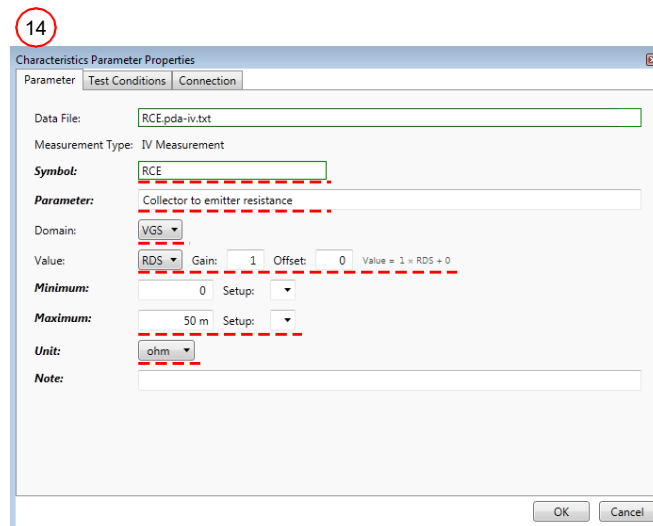 14
Characteristics Parameter Properties
Parameter Test Conditions Connection
Data File: RCE.pda-iv.txt
Measurement Type: IV Measurement
Symbol: RCE
Parameter: Collector to emitter resistance
Domain: VGS
Value: RDS Gain: 1 Offset: 0 Value = 1 × RDS + 0
Minimum: 0 Setup:
Maximum: 50 m Setup:
Unit: ohm
Note:
OK Cancel